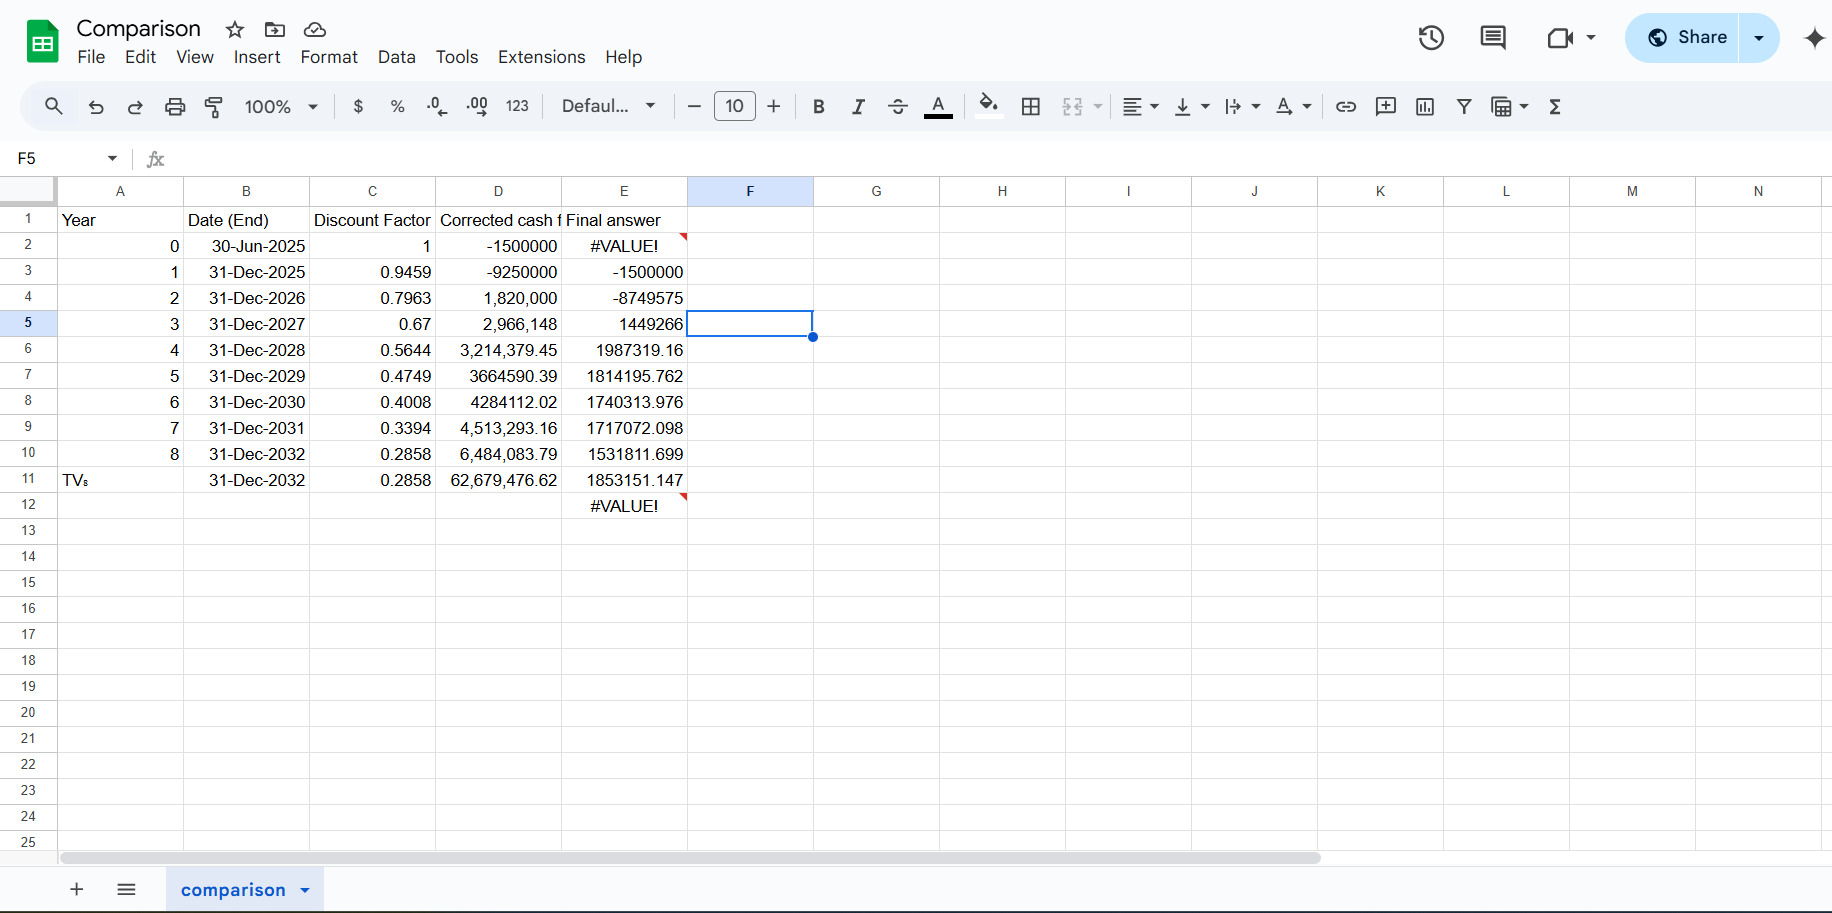 Comparison
File Edit View Insert Format Data Tools Extensions Help
Share
100% $ % .0 .00 123 Defaul... 10 B I A
F5 fx
A B C D E F G H I J K L M N
1 Year Date (End) Discount Factor Corrected cash f Final answer
2 0 30-Jun-2025 1 -1500000 #VALUE!
3 1 31-Dec-2025 0.9459 -9250000 -1500000
4 2 31-Dec-2026 0.7963 1,820,000 -8749575
5 3 31-Dec-2027 0.67 2,966,148 1449266
6 4 31-Dec-2028 0.5644 3,214,379.45 1987319.16
7 5 31-Dec-2029 0.4749 3664590.39 1814195.762
8 6 31-Dec-2030 0.4008 4284112.02 1740313.976
9 7 31-Dec-2031 0.3394 4,513,293.16 1717072.098
10 8 31-Dec-2032 0.2858 6,484,083.79 1531811.699
11 TV₈ 31-Dec-2032 0.2858 62,679,476.62 1853151.147
12 #VALUE!
13
14
15
16
17
18
19
20
21
22
23
24
25
comparison